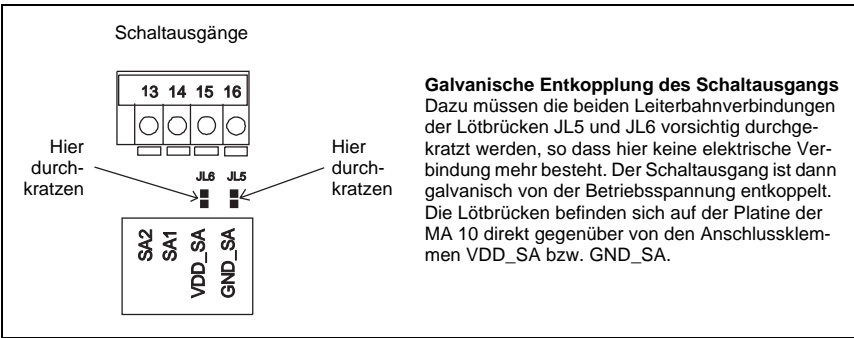 Schaltausgänge
13 14 15 16
Hier
durch-
kratzen
JL6 JL5
Hier
durch-
kratzen
SA2
SA1
VDD_SA
GND_SA
Galvanische Entkopplung des Schaltausgangs
Dazu müssen die beiden Leiterbahnverbindungen
der Lötbrücken JL5 und JL6 vorsichtig durchge-
kratzt werden, so dass hier keine elektrische Ver-
bindung mehr besteht. Der Schaltausgang ist dann
galvanisch von der Betriebsspannung entkoppelt.
Die Lötbrücken befinden sich auf der Platine der
MA 10 direkt gegenüber von den Anschlussklem-
men VDD_SA bzw. GND_SA.